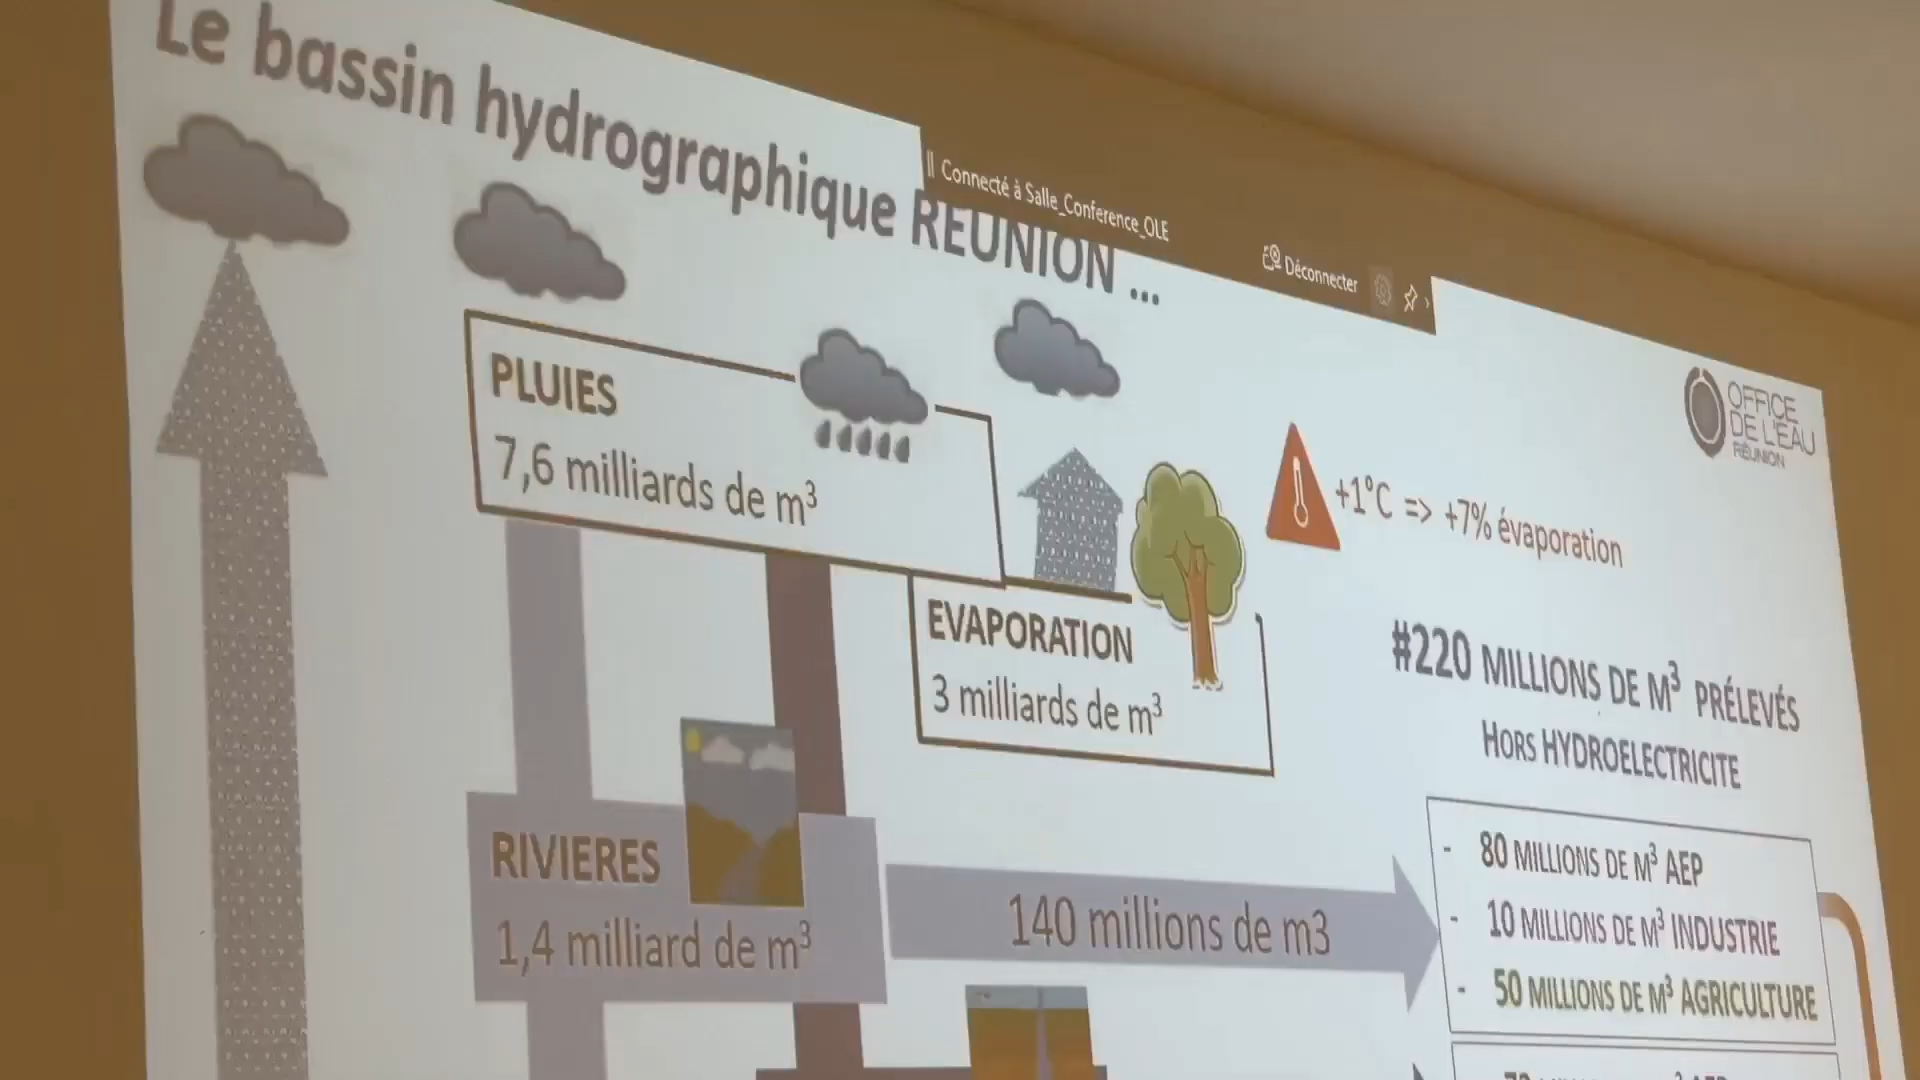 Le bassin hydrographique REUNION ...
Connecté à Salle_Conference_OLE
Déconnecter
OFFICE
DE L'EAU
RÉUNION
PLUIES
7,6 milliards de m³
+1°C => +7% évaporation
EVAPORATION
3 milliards de m³
#220 MILLIONS DE M³ PRÉLEVÉS
HORS HYDROELECTRICITE
RIVIERES
1,4 milliard de m³
140 millions de m3
- 80 MILLIONS DE M³ AEP
- 10 MILLIONS DE M³ INDUSTRIE
- 50 MILLIONS DE M³ AGRICULTURE